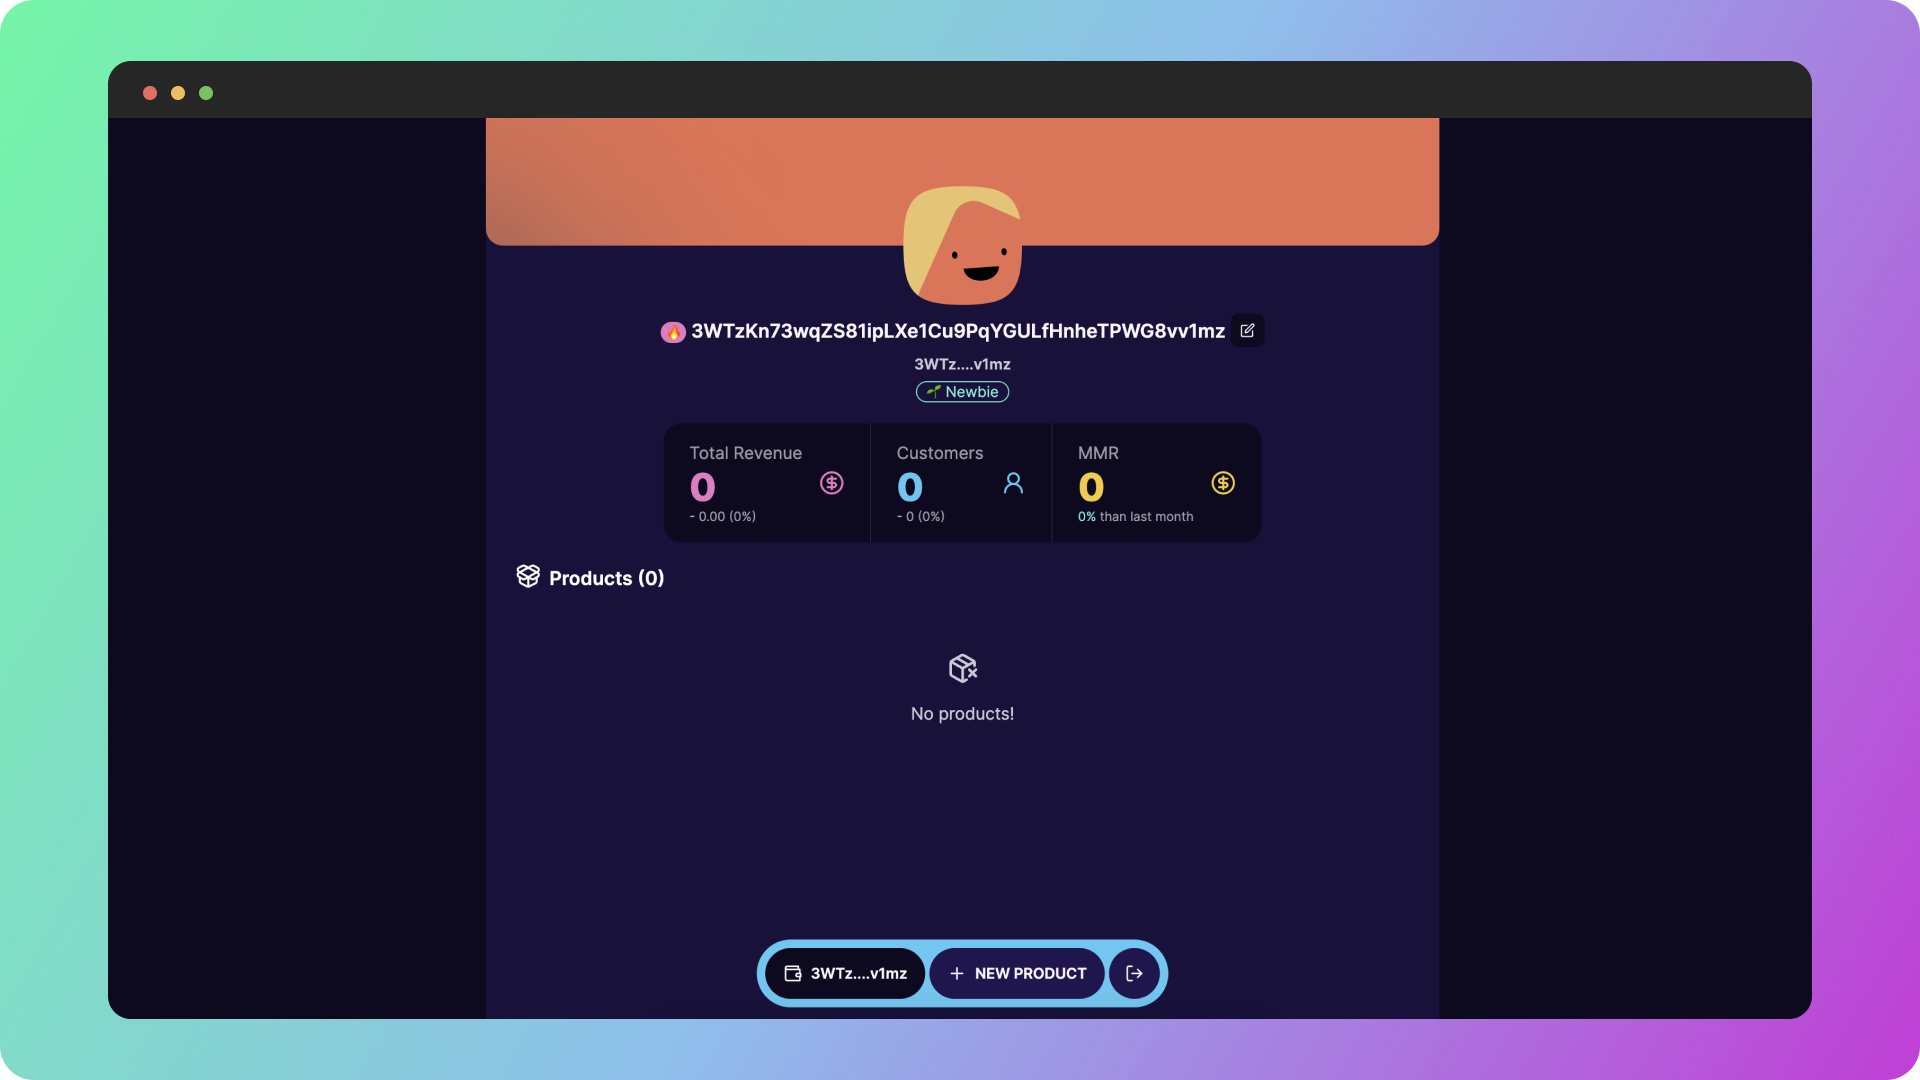 3WTzKn73wqZS81ipLXe1Cu9PqYGULfHnheTPWG8vv1mz
3WTz....v1mz
Newbie
Total Revenue
0
- 0.00 (0%)
Customers
0
- 0 (0%)
MMR
0
0% than last month
Products (0)
No products!
3WTz....v1mz
NEW PRODUCT